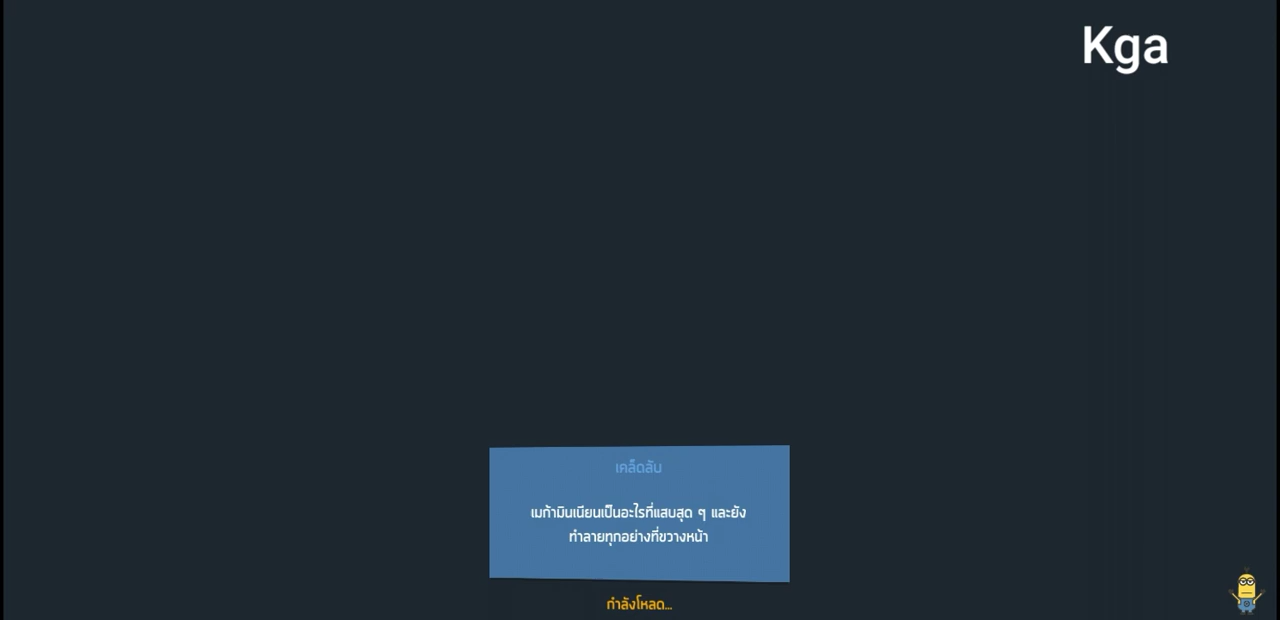 Kga
เคล็ดลับ
เมก้ามินเนียนเป็นอะไรที่แสบสุด ๆ และยัง
ทำลายทุกอย่างที่ขวางหน้า
กำลังโหลด...